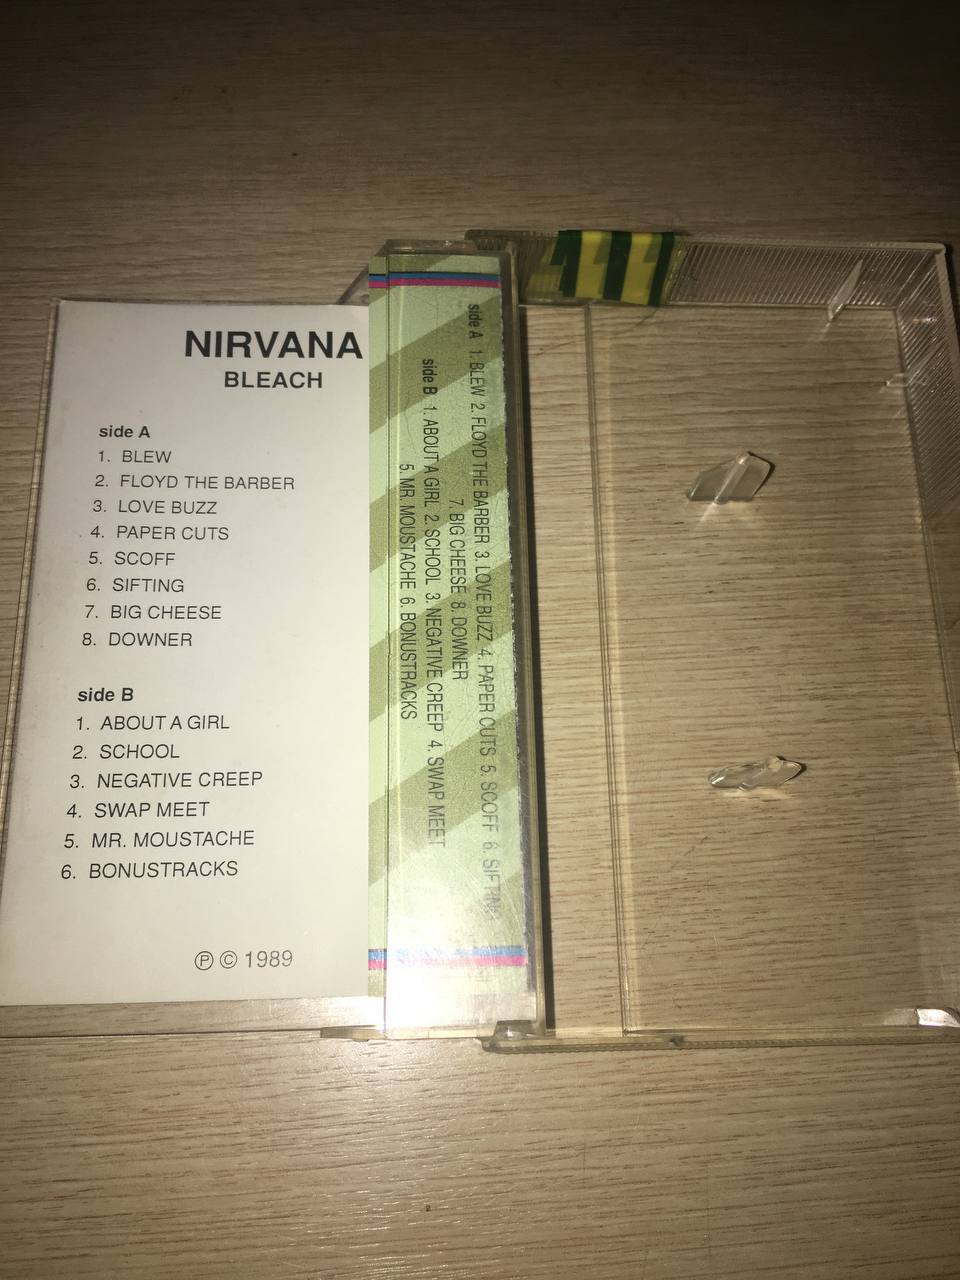 NIRVANA
BLEACH
side A
1. BLEW
2. FLOYD THE BARBER
3. LOVE BUZZ
4. PAPER CUTS
5. SCOFF
6. SIFTING
7. BIG CHEESE
8. DOWNER
side B
1. ABOUT A GIRL
2. SCHOOL
3. NEGATIVE CREEP
4. SWAP MEET
5. MR. MOUSTACHE
6. BONUSTRACKS
Ⓟ © 1989
side A 1. BLEW 2. FLOYD THE BARBER 3. LOVE BUZZ 4. PAPER CUTS 5. SCOFF 6. SIFTING
7. BIG CHEESE 8. DOWNER
side B 1. ABOUT A GIRL 2. SCHOOL 3. NEGATIVE CREEP 4. SWAP MEET
5. MR. MOUSTACHE 6. BONUSTRACKS